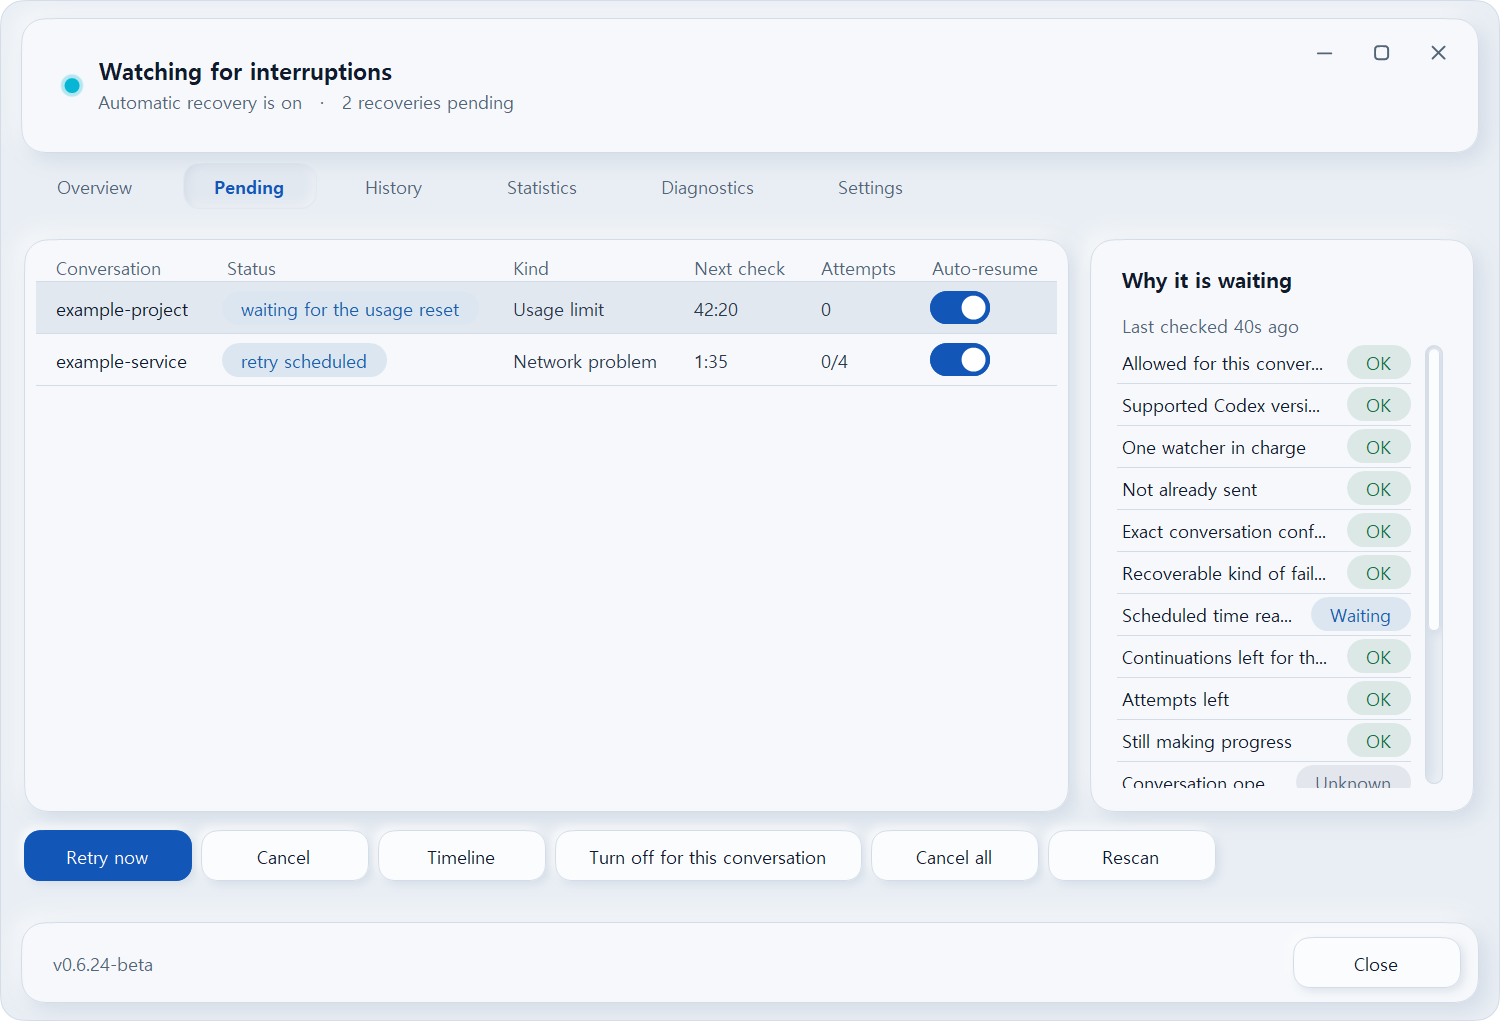 Watching for interruptions
Automatic recovery is on · 2 recoveries pending
Overview Pending History Statistics Diagnostics Settings
Conversation Status Kind Next check Attempts Auto-resume
example-project waiting for the usage reset Usage limit 42:20 0
example-service retry scheduled Network problem 1:35 0/4
Why it is waiting
Last checked 40s ago
Allowed for this conver... OK
Supported Codex versi... OK
One watcher in charge OK
Not already sent OK
Exact conversation conf... OK
Recoverable kind of fail... OK
Scheduled time rea... Waiting
Continuations left for th... OK
Attempts left OK
Still making progress OK
Conversation ope Unknown
Retry now Cancel Timeline Turn off for this conversation Cancel all Rescan
v0.6.24-beta Close